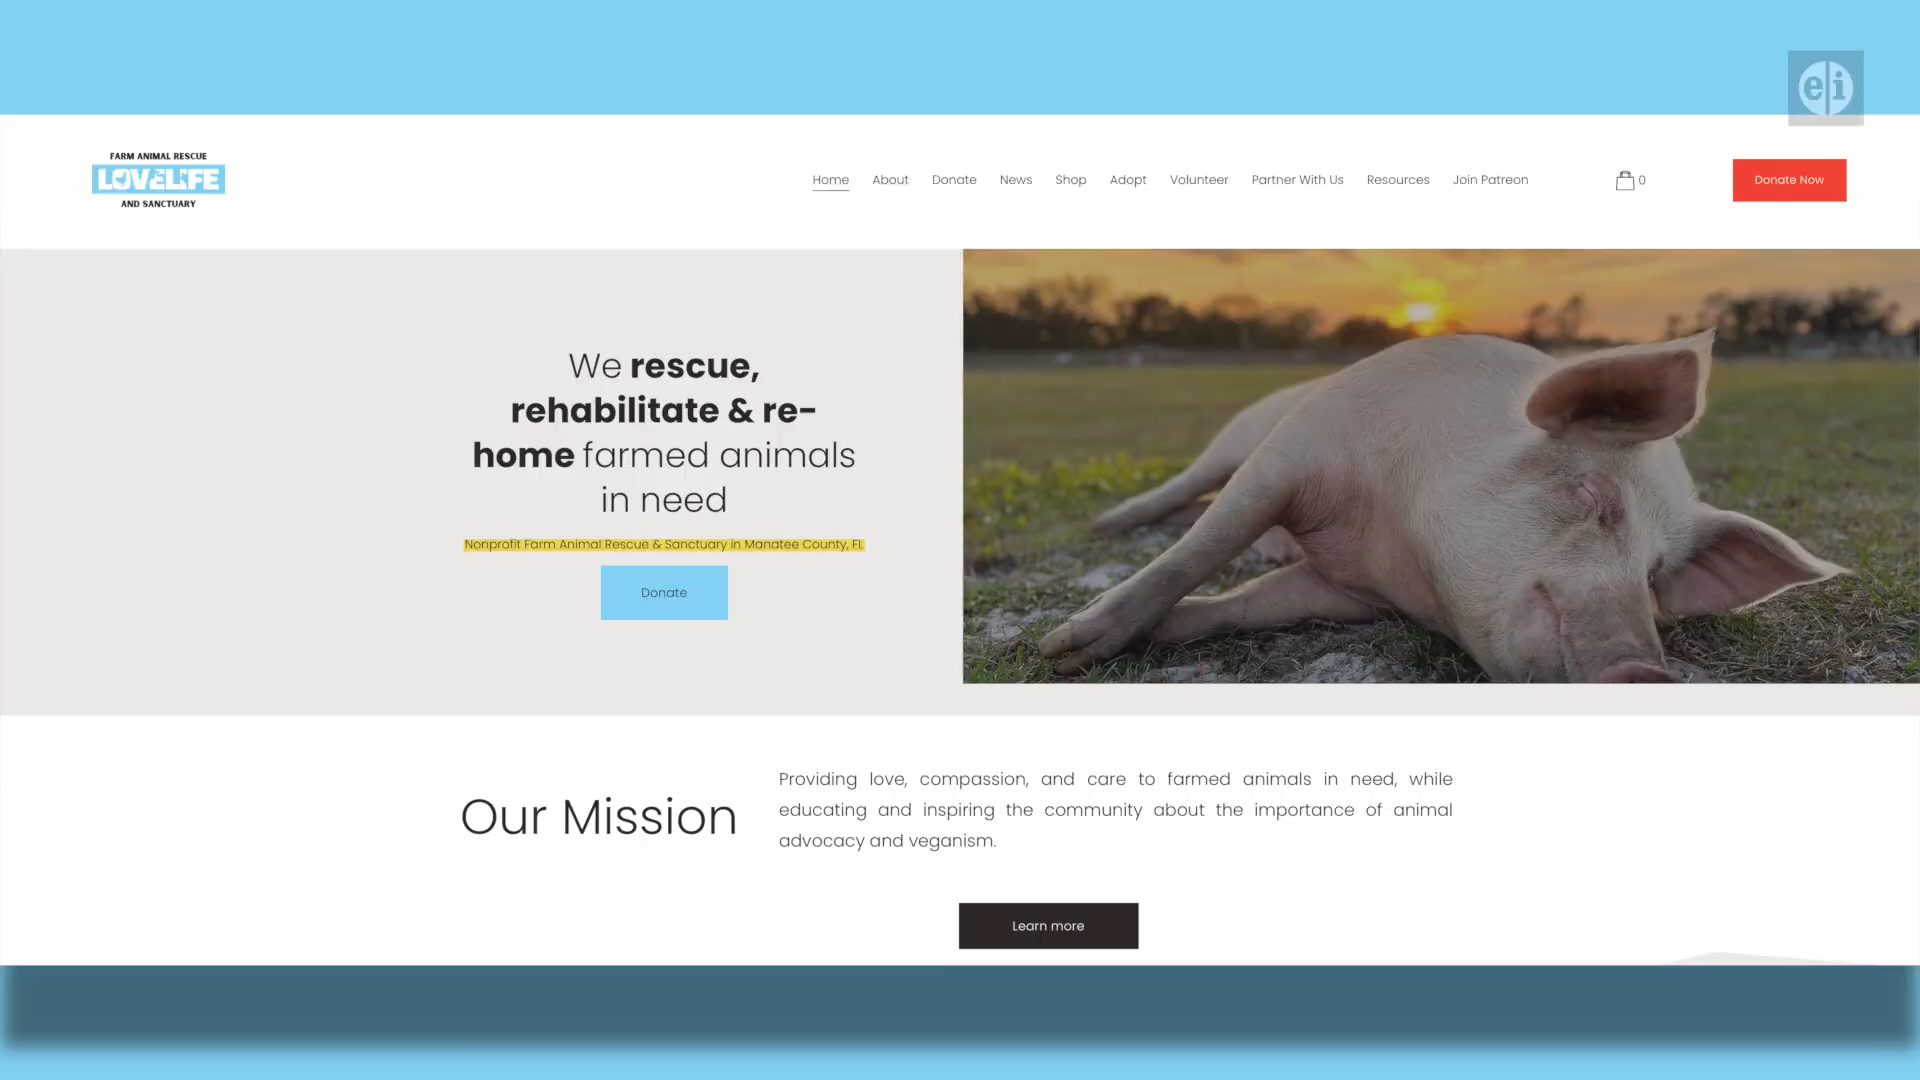 e|i
FARM ANIMAL RESCUE
LOVELIFE
AND SANCTUARY
Home About Donate News Shop Adopt Volunteer Partner With Us Resources Join Patreon 0 Donate Now
We rescue,
rehabilitate & re-
home farmed animals
in need
Nonprofit Farm Animal Rescue & Sanctuary in Manatee County, FL
Donate
Our Mission
Providing love, compassion, and care to farmed animals in need, while
educating and inspiring the community about the importance of animal
advocacy and veganism.
Learn more